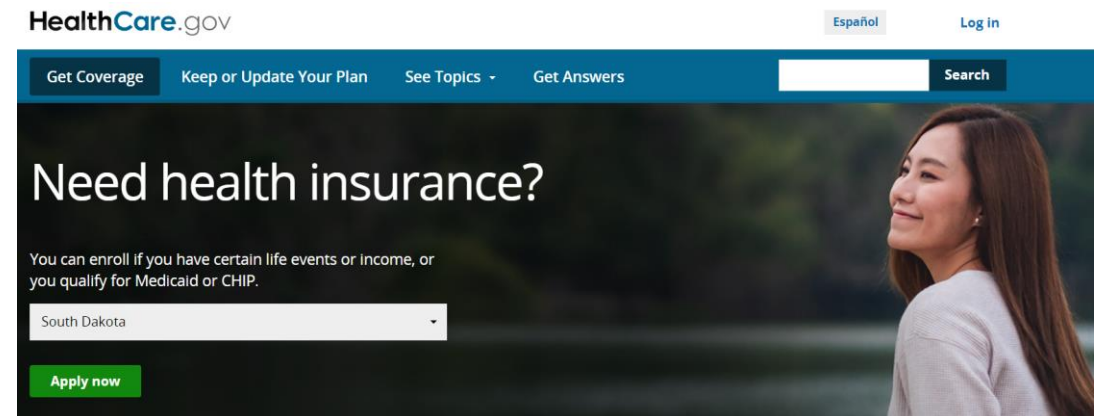 HealthCare.gov
Español
Log in
Get Coverage
Keep or Update Your Plan
See Topics
Get Answers
Search
Need health insurance?
You can enroll if you have certain life events or income, or
you qualify for Medicaid or CHIP.
South Dakota
Apply now